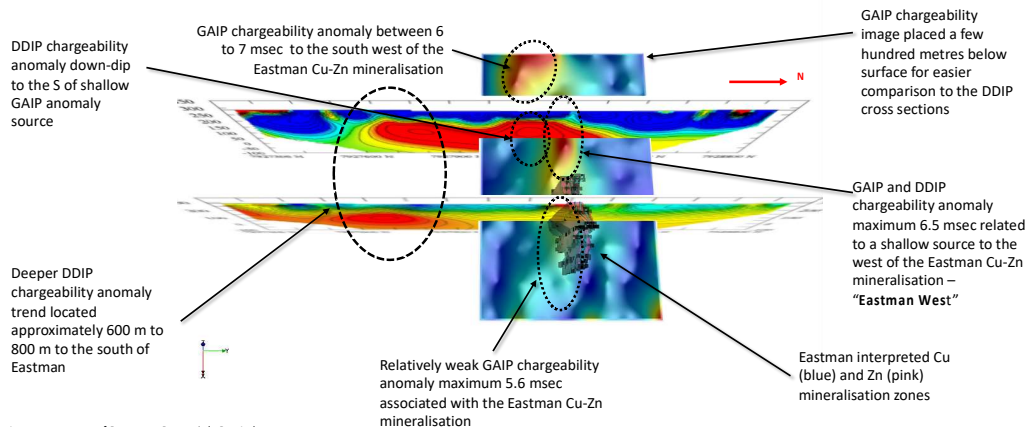 DDIP chargeability
anomaly down-dip
to the S of shallow
GAIP anomaly
source
GAIP chargeability anomaly between 6
to 7 msec to the south west of the
Eastman Cu-Zn mineralisation
GAIP chargeability
image placed a few
hundred metres below
surface for easier
comparison to the DDIP
cross sections
N
GAIP and DDIP
chargeability anomaly
maximum 6.5 msec related
to a shallow source to the
west of the Eastman Cu-Zn
mineralisation –
"Eastman West"
Deeper DDIP
chargeability anomaly
trend located
approximately 600 m to
800 m to the south of
Eastman
Z
Y
X
Relatively weak GAIP chargeability
anomaly maximum 5.6 msec
associated with the Eastman Cu-Zn
mineralisation
Eastman interpreted Cu
(blue) and Zn (pink)
mineralisation zones